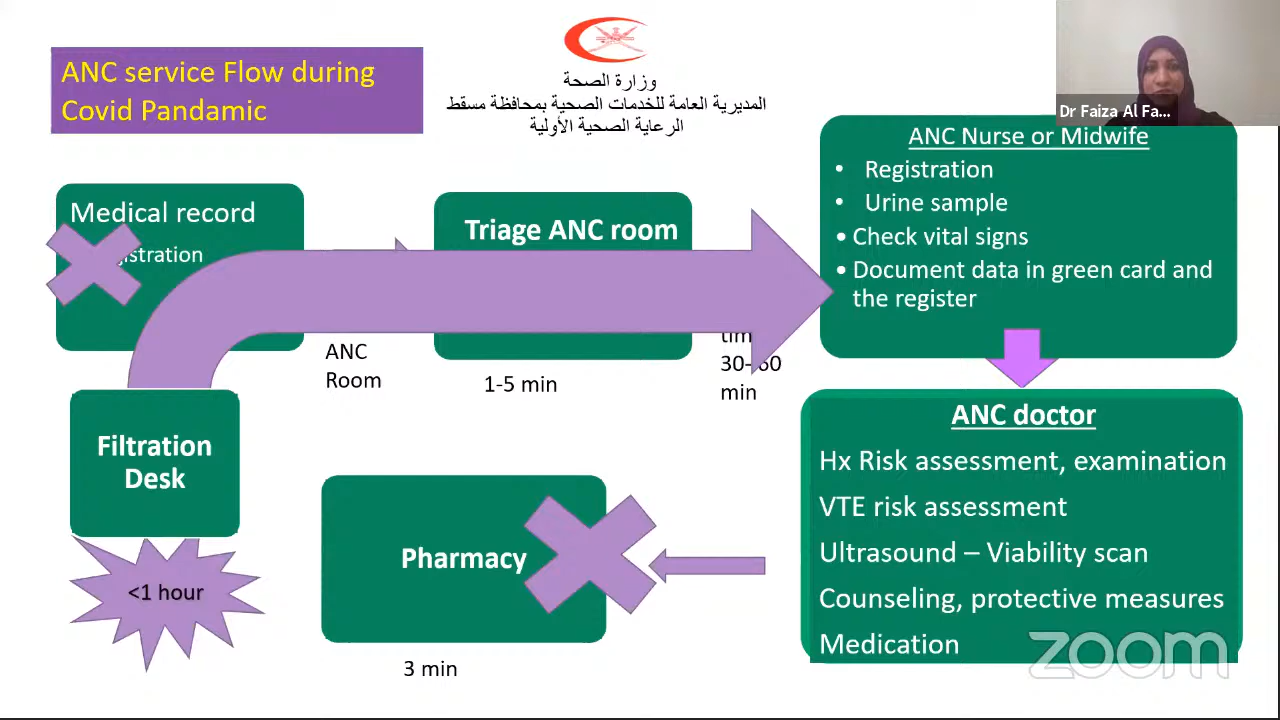 ANC service Flow during
Covid Pandamic
وزارة الصحة
المديرية العامة للخدمات الصحية بمحافظة مسقط
الرعاية الصحية الأولية
Dr Faiza Al Fa...
Medical record
istration
Triage ANC room
ANC
Room
1-5 min
30-60
min
ANC Nurse or Midwife
• Registration
• Urine sample
• Check vital signs
• Document data in green card and
the register
Filtration
Desk
<1 hour
Pharmacy
3 min
ANC doctor
Hx Risk assessment, examination
VTE risk assessment
Ultrasound – Viability scan
Counseling, protective measures
Medication
zoom